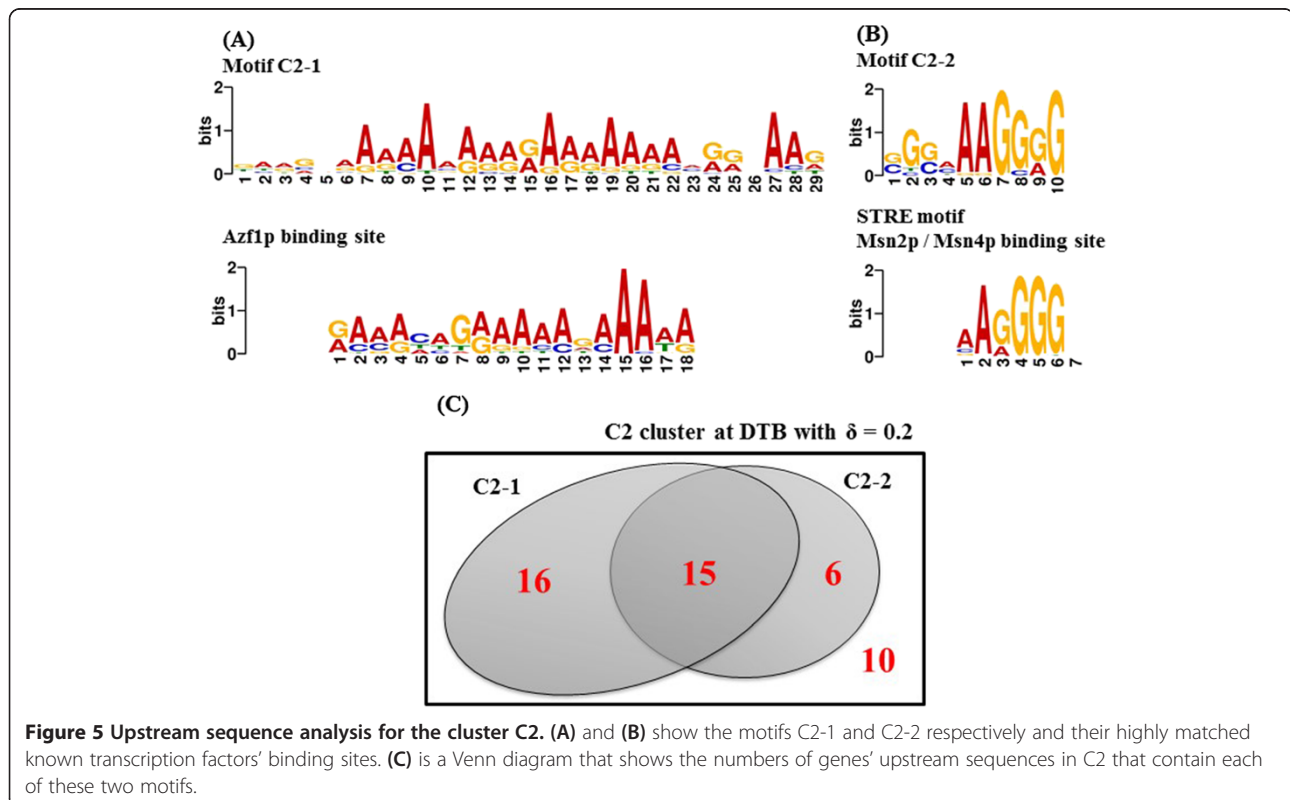 (A)
Motif C2-1
bits
2
1
0
1 2 3 4 5 6 7 8 9 10 11 12 13 14 15 16 17 18 19 20 21 22 23 24 25 26 27 28 29
Azf1p binding site
bits
2
1
0
1 2 3 4 5 6 7 8 9 10 11 12 13 14 15 16 17 18
(B)
Motif C2-2
bits
2
1
0
1 2 3 4 5 6 7 8 9 10
STRE motif
Msn2p / Msn4p binding site
bits
2
1
0
1 2 3 4 5 6 7
(C)
C2 cluster at DTB with δ = 0.2
C2-1
C2-2
16
15
6
10
Figure 5 Upstream sequence analysis for the cluster C2. (A) and (B) show the motifs C2-1 and C2-2 respectively and their highly matched
known transcription factors' binding sites. (C) is a Venn diagram that shows the numbers of genes' upstream sequences in C2 that contain each
of these two motifs.